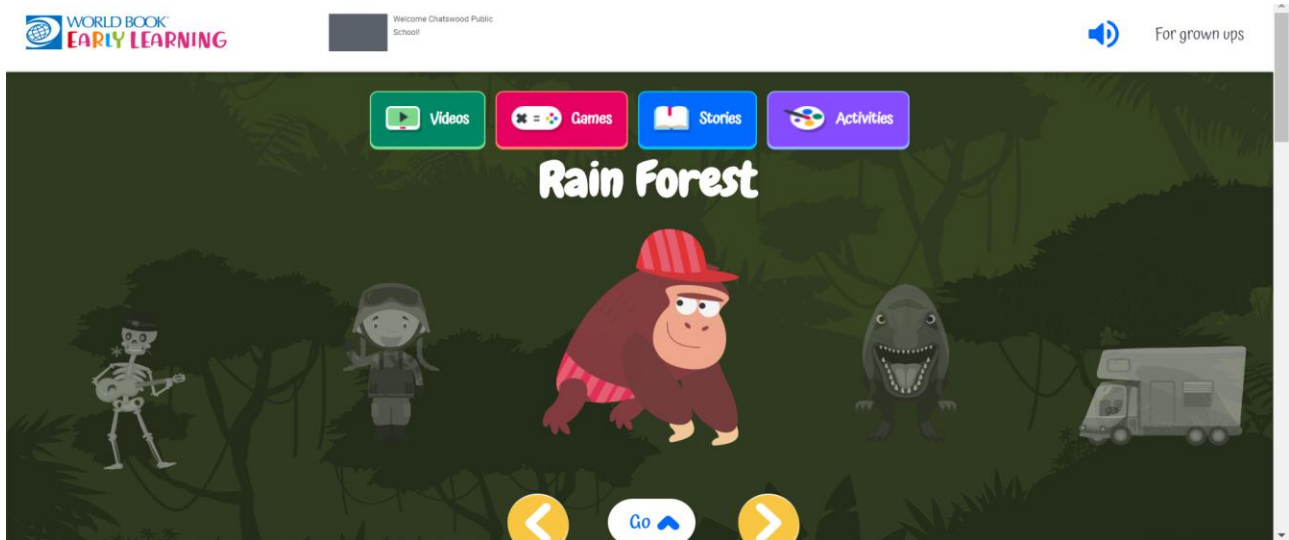 WORLD BOOK
EARLY LEARNING
Welcome Chatswood Public
School!
For grown ups
Videos
Games
Stories
Activities
Rain Forest
Go